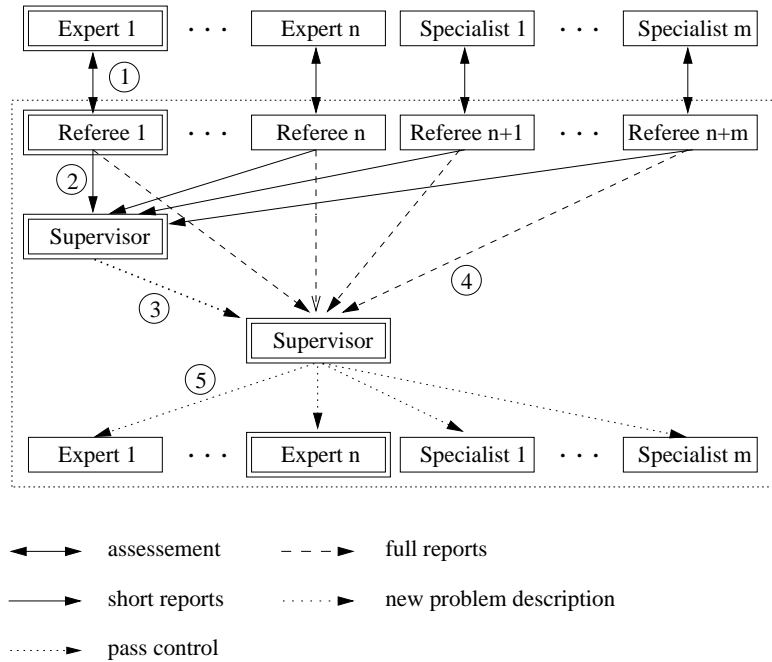 Expert 1 · · · Expert n Specialist 1 · · · Specialist m
1
Referee 1 · · · Referee n Referee n+1 · · · Referee n+m
2
Supervisor
3
4
Supervisor
5
Expert 1 · · · Expert n Specialist 1 · · · Specialist m
assessement full reports
short reports new problem description
pass control